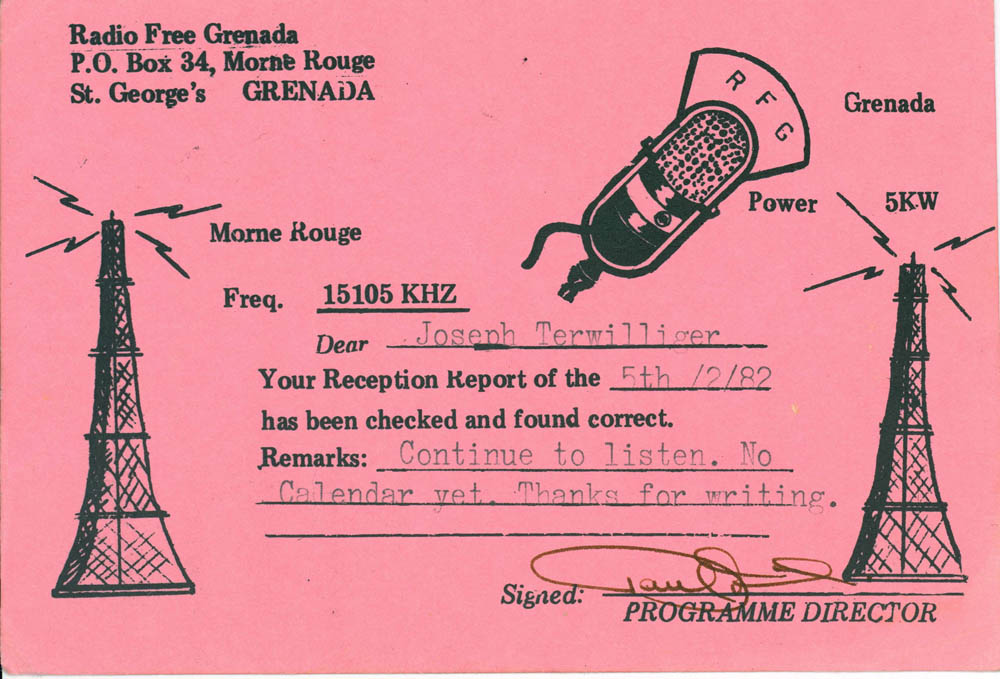 Radio Free Grenada
P.O. Box 34, Morne Rouge
St. George's GRENADA
R F G
Grenada
Power 5KW
Morne Rouge
Freq. 15105 KHZ
Dear Joseph Terwilliger
Your Reception Report of the 5th /2/82
has been checked and found correct.
Remarks: Continue to listen. No
Calendar yet. Thanks for writing.
Signed:
PROGRAMME DIRECTOR